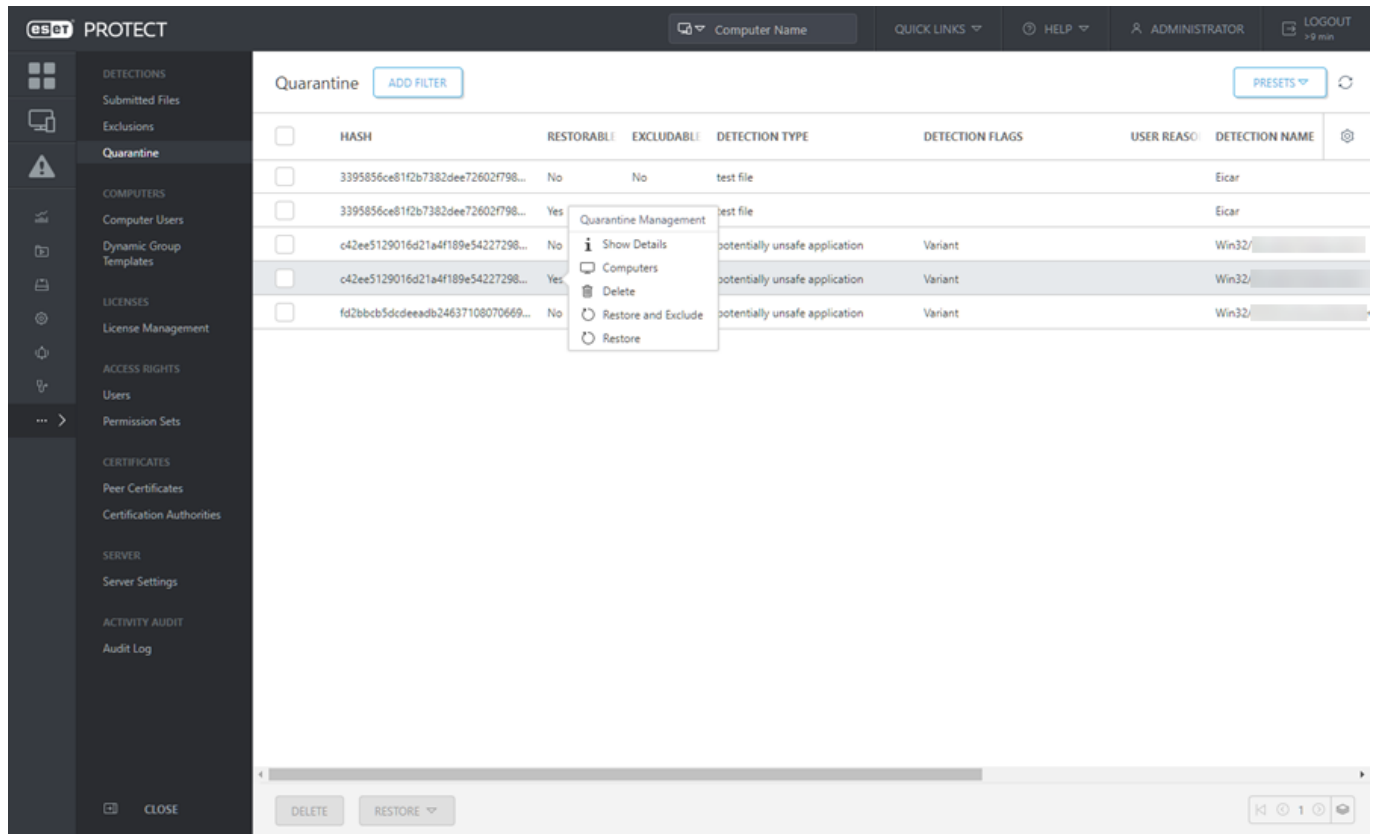 eset PROTECT
Computer Name
QUICK LINKS
HELP
ADMINISTRATOR
LOGOUT
>9 min
DETECTIONS
Submitted Files
Exclusions
Quarantine
COMPUTERS
Computer Users
Dynamic Group
Templates
LICENSES
License Management
ACCESS RIGHTS
Users
Permission Sets
CERTIFICATES
Peer Certificates
Certification Authorities
SERVER
Server Settings
ACTIVITY AUDIT
Audit Log
CLOSE
Quarantine ADD FILTER PRESETS
HASH RESTORABLE EXCLUDABLE DETECTION TYPE DETECTION FLAGS USER REASO DETECTION NAME
3395856ce81f2b7382dee72602f798... No No test file Eicar
3395856ce81f2b7382dee72602f798... Yes test file Eicar
c42ee5129016d21a4f189e54227298... No potentially unsafe application Variant Win32/
c42ee5129016d21a4f189e54227298... Yes potentially unsafe application Variant Win32/
fd2bbcb5dcdeeadb24637108070669... No potentially unsafe application Variant Win32/
Quarantine Management
Show Details
Computers
Delete
Restore and Exclude
Restore
DELETE RESTORE 1